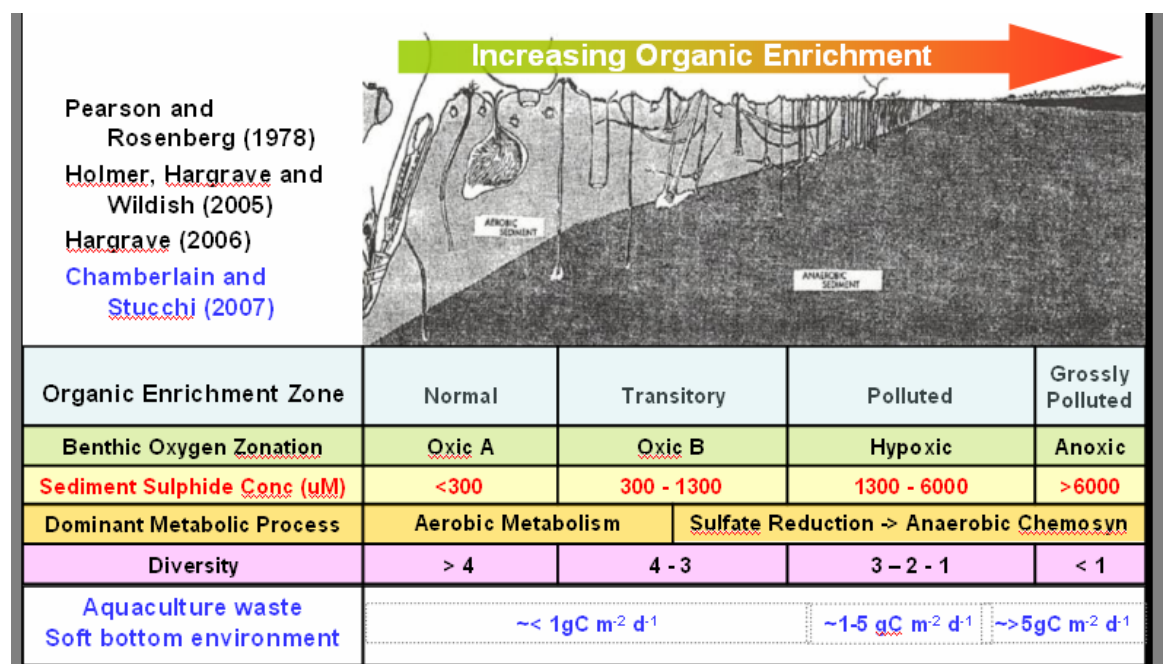 Increasing Organic Enrichment
Pearson and
Rosenberg (1978)
Holmer, Hargrave and
Wildish (2005)
Hargrave (2006)
Chamberlain and
Stucchi (2007)
AEROBIC
SEDIMENT
ANAEROBIC
SEDIMENT
Organic Enrichment Zone Normal Transitory Polluted Grossly
Polluted
Benthic Oxygen Zonation Oxic A Oxic B Hypoxic Anoxic
Sediment Sulphide Conc (uM) <300 300 - 1300 1300 - 6000 >6000
Dominant Metabolic Process Aerobic Metabolism Sulfate Reduction -> Anaerobic Chemosyn
Diversity > 4 4 - 3 3 – 2 - 1 < 1
Aquaculture waste
Soft bottom environment ~< 1gC m-2 d-1 ~1-5 gC m-2 d-1 ~>5gC m-2 d-1